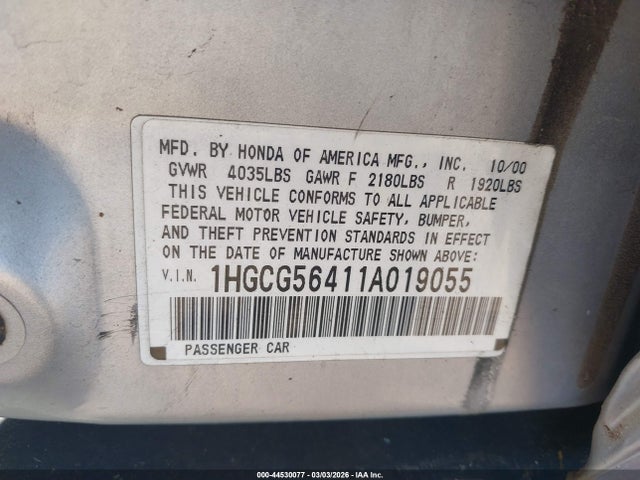 MFD. BY HONDA OF AMERICA MFG., INC. 10/00
GVWR 4035LBS GAWR F 2180LBS R 1920LBS
THIS VEHICLE CONFORMS TO ALL APPLICABLE
FEDERAL MOTOR VEHICLE SAFETY, BUMPER,
AND THEFT PREVENTION STANDARDS IN EFFECT
ON THE DATE OF MANUFACTURE SHOWN ABOVE:
V.I.N. 1HGCG56411A019055
PASSENGER CAR
000-44530077 - 03/03/2026 - IAA Inc.